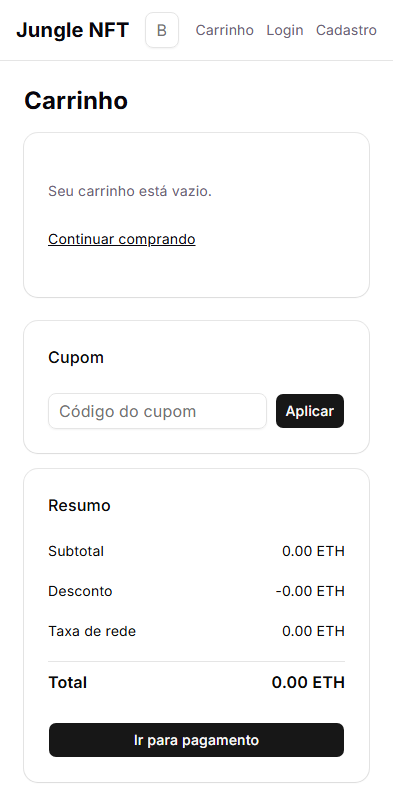 Jungle NFT B Carrinho Login Cadastro
Carrinho
Seu carrinho está vazio.
Continuar comprando
Cupom
Código do cupom Aplicar
Resumo
Subtotal 0.00 ETH
Desconto -0.00 ETH
Taxa de rede 0.00 ETH
Total 0.00 ETH
Ir para pagamento